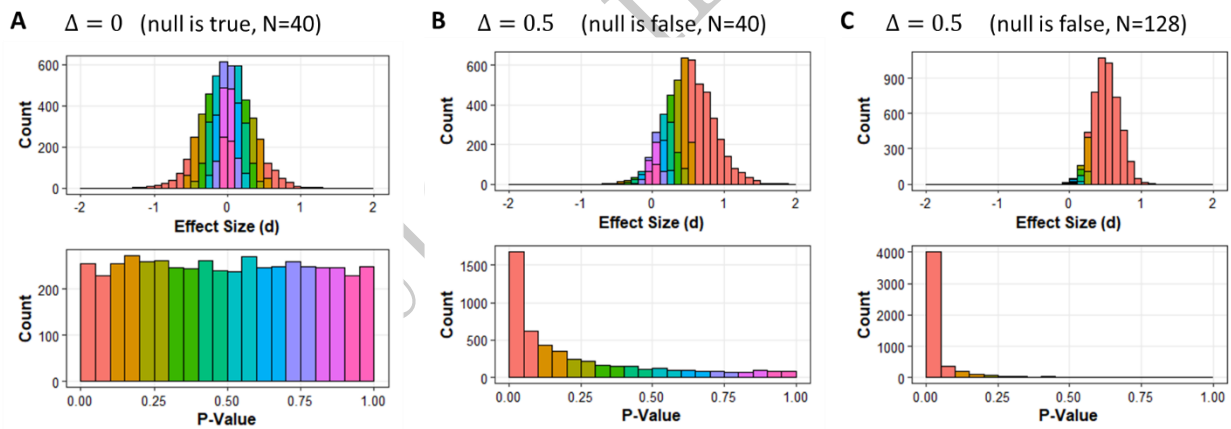 A Δ = 0 (null is true, N=40)
B Δ = 0.5 (null is false, N=40)
C Δ = 0.5 (null is false, N=128)
600
400
200
0
Count
-2 -1 0 1 2
Effect Size (d)
600
400
200
0
Count
-2 -1 0 1 2
Effect Size (d)
900
600
300
0
Count
-2 -1 0 1 2
Effect Size (d)
200
100
0
Count
0.00 0.25 0.50 0.75 1.00
P-Value
1500
1000
500
0
Count
0.00 0.25 0.50 0.75 1.00
P-Value
4000
3000
2000
1000
0
Count
0.00 0.25 0.50 0.75 1.00
P-Value